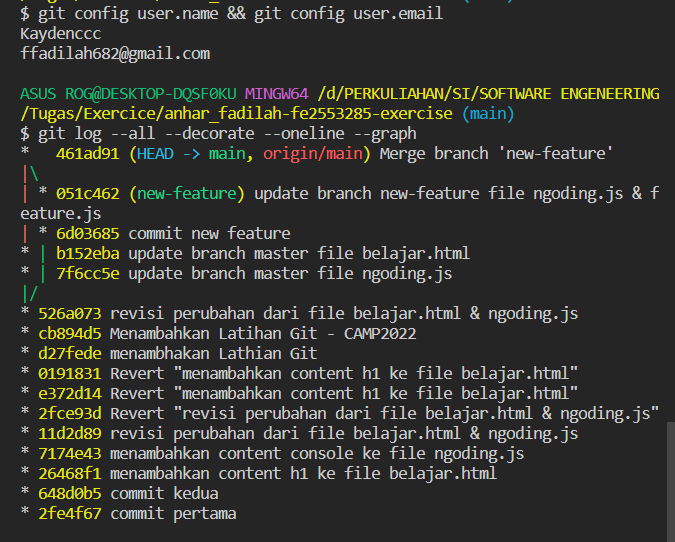 $ git config user.name && git config user.email
Kaydenccc
ffadilah682@gmail.com
ASUS ROG@DESKTOP-DQSF0KU MINGW64 /d/PERKULIAHAN/SI/SOFTWARE ENGENEERING
/Tugas/Exercice/anhar_fadilah-fe2553285-exercise (main)
$ git log --all --decorate --oneline --graph
*   461ad91 (HEAD -> main, origin/main) Merge branch 'new-feature'
|\
| * 051c462 (new-feature) update branch new-feature file ngoding.js & f
eature.js
| * 6d03685 commit new feature
* | b152eba update branch master file belajar.html
* | 7f6cc5e update branch master file ngoding.js
|/
* 526a073 revisi perubahan dari file belajar.html & ngoding.js
* cb894d5 Menambahkan Latihan Git - CAMP2022
* d27fede menambhakan Lathian Git
* 0191831 Revert "menambahkan content h1 ke file belajar.html"
* e372d14 Revert "menambahkan content h1 ke file belajar.html"
* 2fce93d Revert "revisi perubahan dari file belajar.html & ngoding.js"
* 11d2d89 revisi perubahan dari file belajar.html & ngoding.js
* 7174e43 menambahkan content console ke file ngoding.js
* 26468f1 menambahkan content h1 ke file belajar.html
* 648d0b5 commit kedua
* 2fe4f67 commit pertama